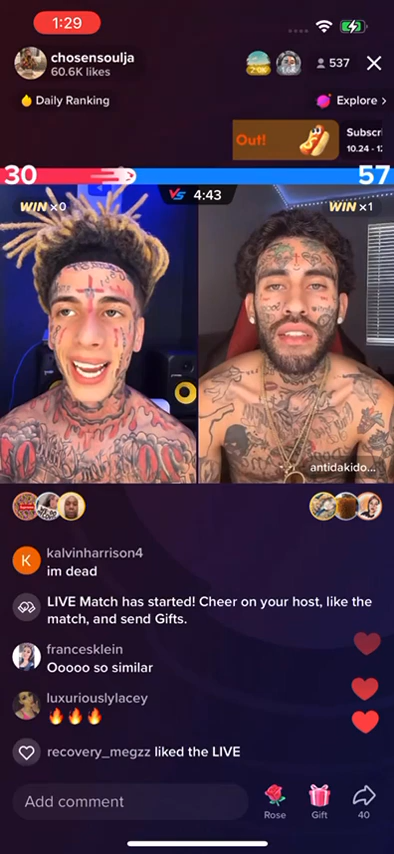 1:29
chosensoulja
60.6K likes
537
Daily Ranking
Explore >
Out!
Subscri
10.24 - 12
30
57
WIN x0
VS 4:43
WIN x1
antidakido...
K
kalvinharrison4
im dead
LIVE Match has started! Cheer on your host, like the
match, and send Gifts.
francesklein
Ooooo so similar
luxuriouslylacey
🔥🔥🔥
recovery_megzz liked the LIVE
Add comment
Rose
Gift
40